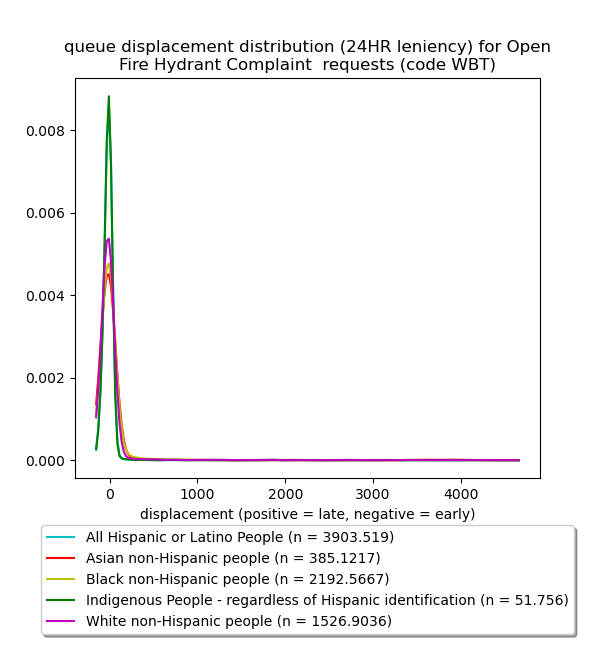 queue displacement distribution (24HR leniency) for Open
Fire Hydrant Complaint  requests (code WBT)
0.008
0.006
0.004
0.002
0.000
0 1000 2000 3000 4000
displacement (positive = late, negative = early)
All Hispanic or Latino People (n = 3903.519)
Asian non-Hispanic people (n = 385.1217)
Black non-Hispanic people (n = 2192.5667)
Indigenous People - regardless of Hispanic identification (n = 51.756)
White non-Hispanic people (n = 1526.9036)